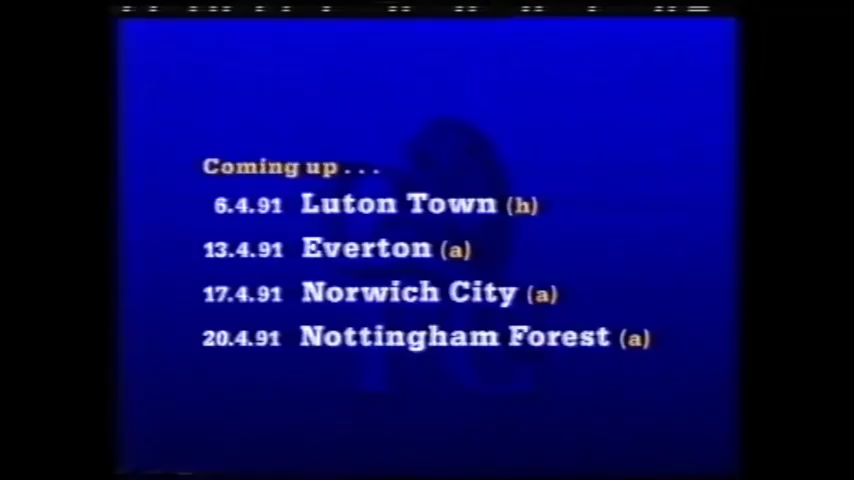 Coming up . . .
6.4.91 Luton Town (h)
13.4.91 Everton (a)
17.4.91 Norwich City (a)
20.4.91 Nottingham Forest (a)